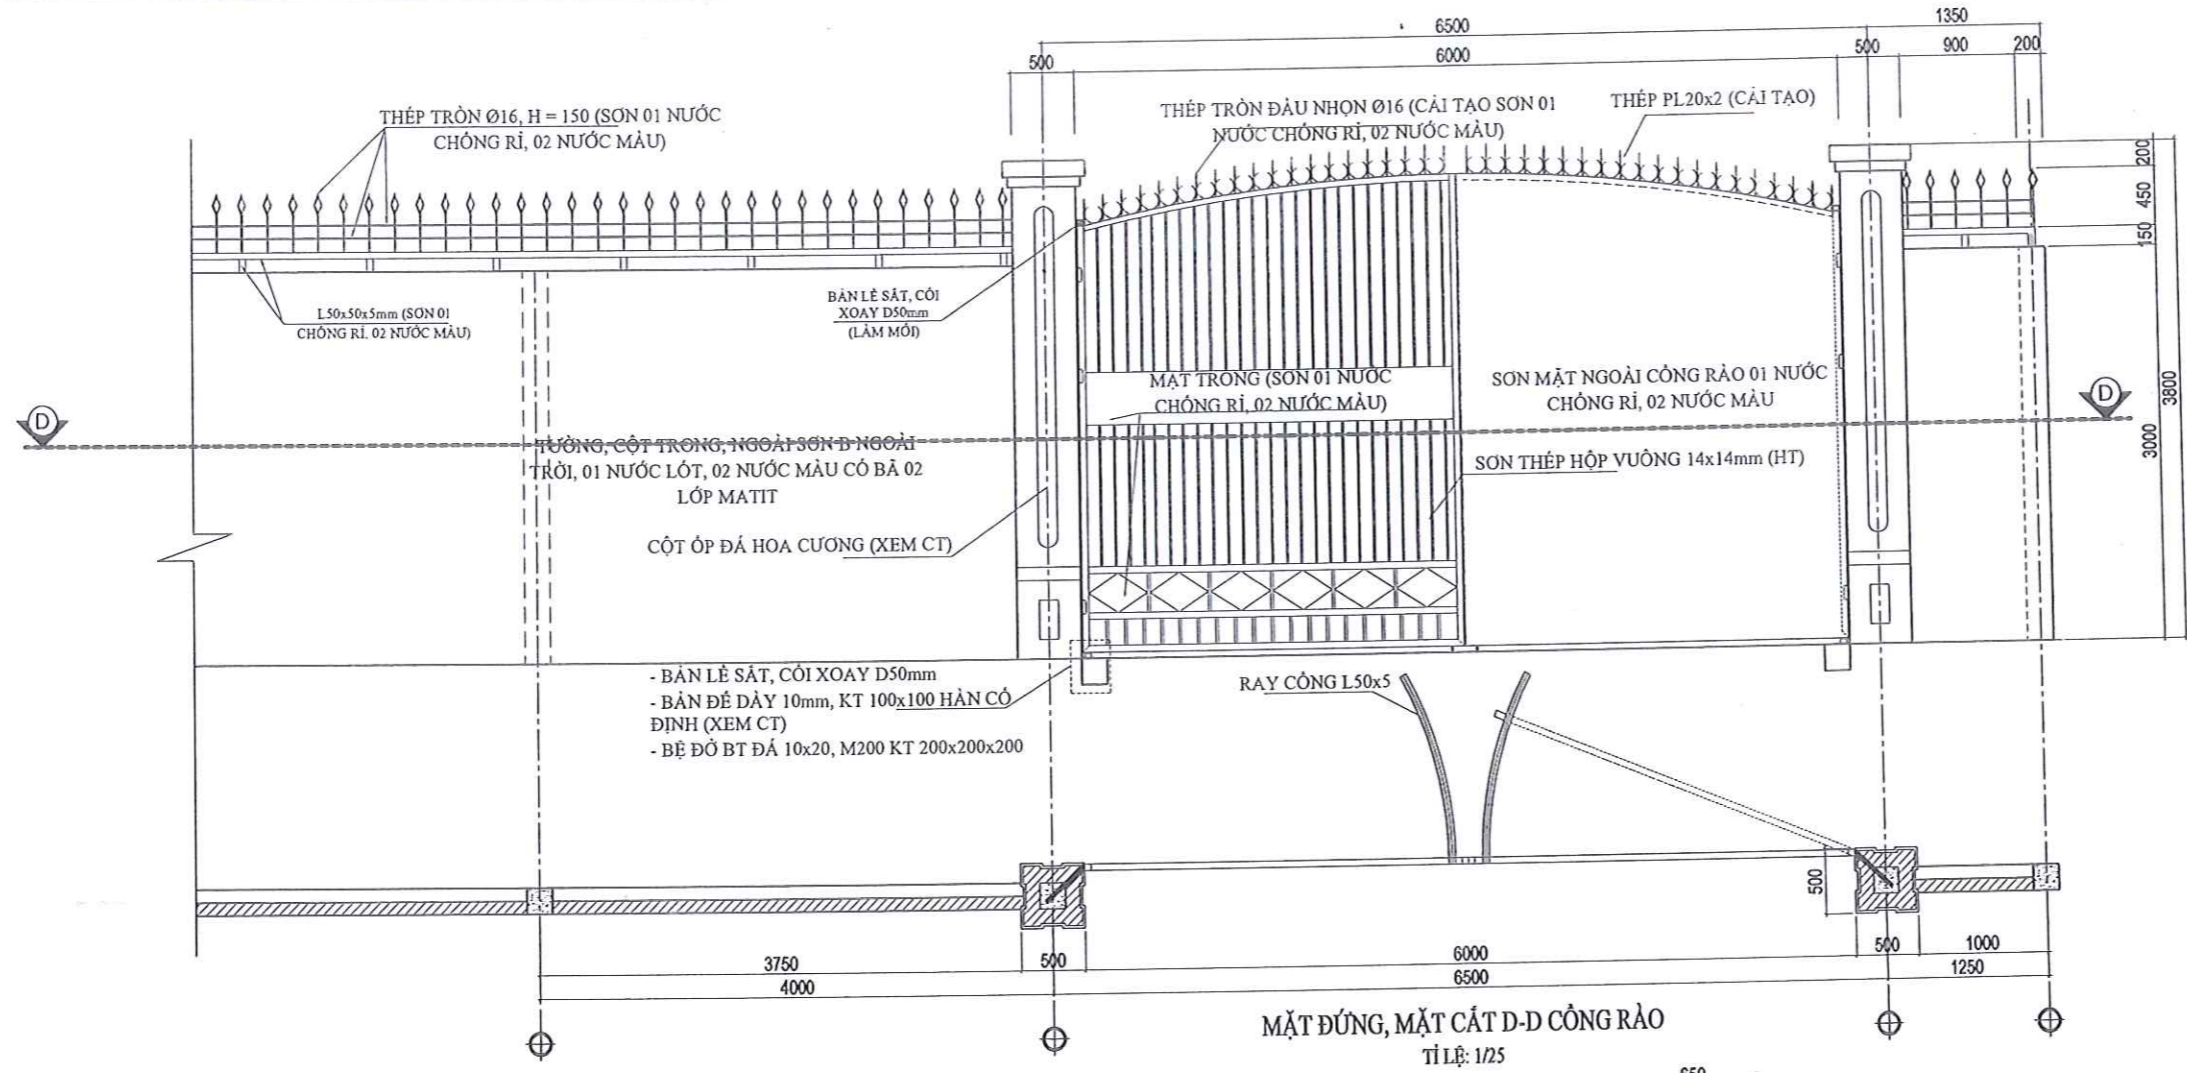 6500
1350
500
6000
500
900
200
THÉP TRÒN Ø16, H = 150 (SƠN 01 NƯỚC
CHỐNG RỈ, 02 NƯỚC MÀU)
THÉP TRÒN ĐẦU NHỌN Ø16 (CẢI TẠO SƠN 01
NƯỚC CHỐNG RỈ, 02 NƯỚC MÀU)
THÉP PL20x2 (CẢI TẠO)
200
450
150
3800
3000
L50x50x5mm (SƠN 01
CHỐNG RỈ, 02 NƯỚC MÀU)
BẢN LỀ SẮT, CỐI
XOAY D50mm
(LÀM MỚI)
MẶT TRONG (SƠN 01 NƯỚC
CHỐNG RỈ, 02 NƯỚC MÀU)
SƠN MẶT NGOÀI CỔNG RÀO 01 NƯỚC
CHỐNG RỈ, 02 NƯỚC MÀU
D
D
TƯỜNG, CỘT TRONG, NGOÀI SƠN B NGOÀI
TRỜI, 01 NƯỚC LÓT, 02 NƯỚC MÀU CÓ BẢ 02
LỚP MATIT
SƠN THÉP HỘP VUÔNG 14x14mm (HT)
CỘT ỐP ĐÁ HOA CƯƠNG (XEM CT)
- BẢN LỀ SẮT, CỐI XOAY D50mm
- BẢN ĐẾ DÀY 10mm, KT 100x100 HÀN CỐ
ĐỊNH (XEM CT)
- BỆ ĐỞ BT ĐÁ 10x20, M200 KT 200x200x200
RAY CỔNG L50x5
500
3750
500
6000
500
1000
4000
6500
1250
MẶT ĐỨNG, MẶT CẮT D-D CỔNG RÀO
TỈ LỆ: 1/25